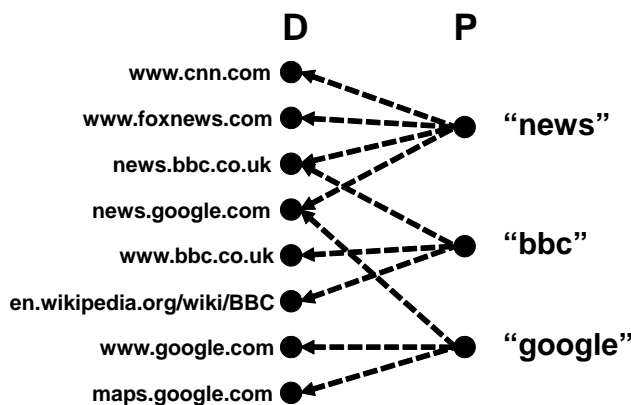 D P
www.cnn.com
www.foxnews.com
“news”
news.bbc.co.uk
news.google.com
“bbc”
www.bbc.co.uk
en.wikipedia.org/wiki/BBC
www.google.com
“google”
maps.google.com